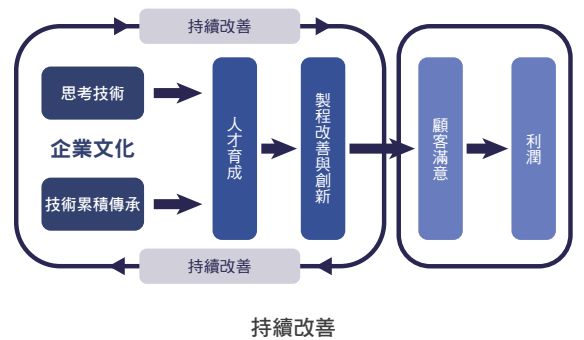 持續改善
思考技術
企業文化
技術累積傳承
人才育成
製程改善與創新
顧客滿意
利潤
持續改善
持續改善